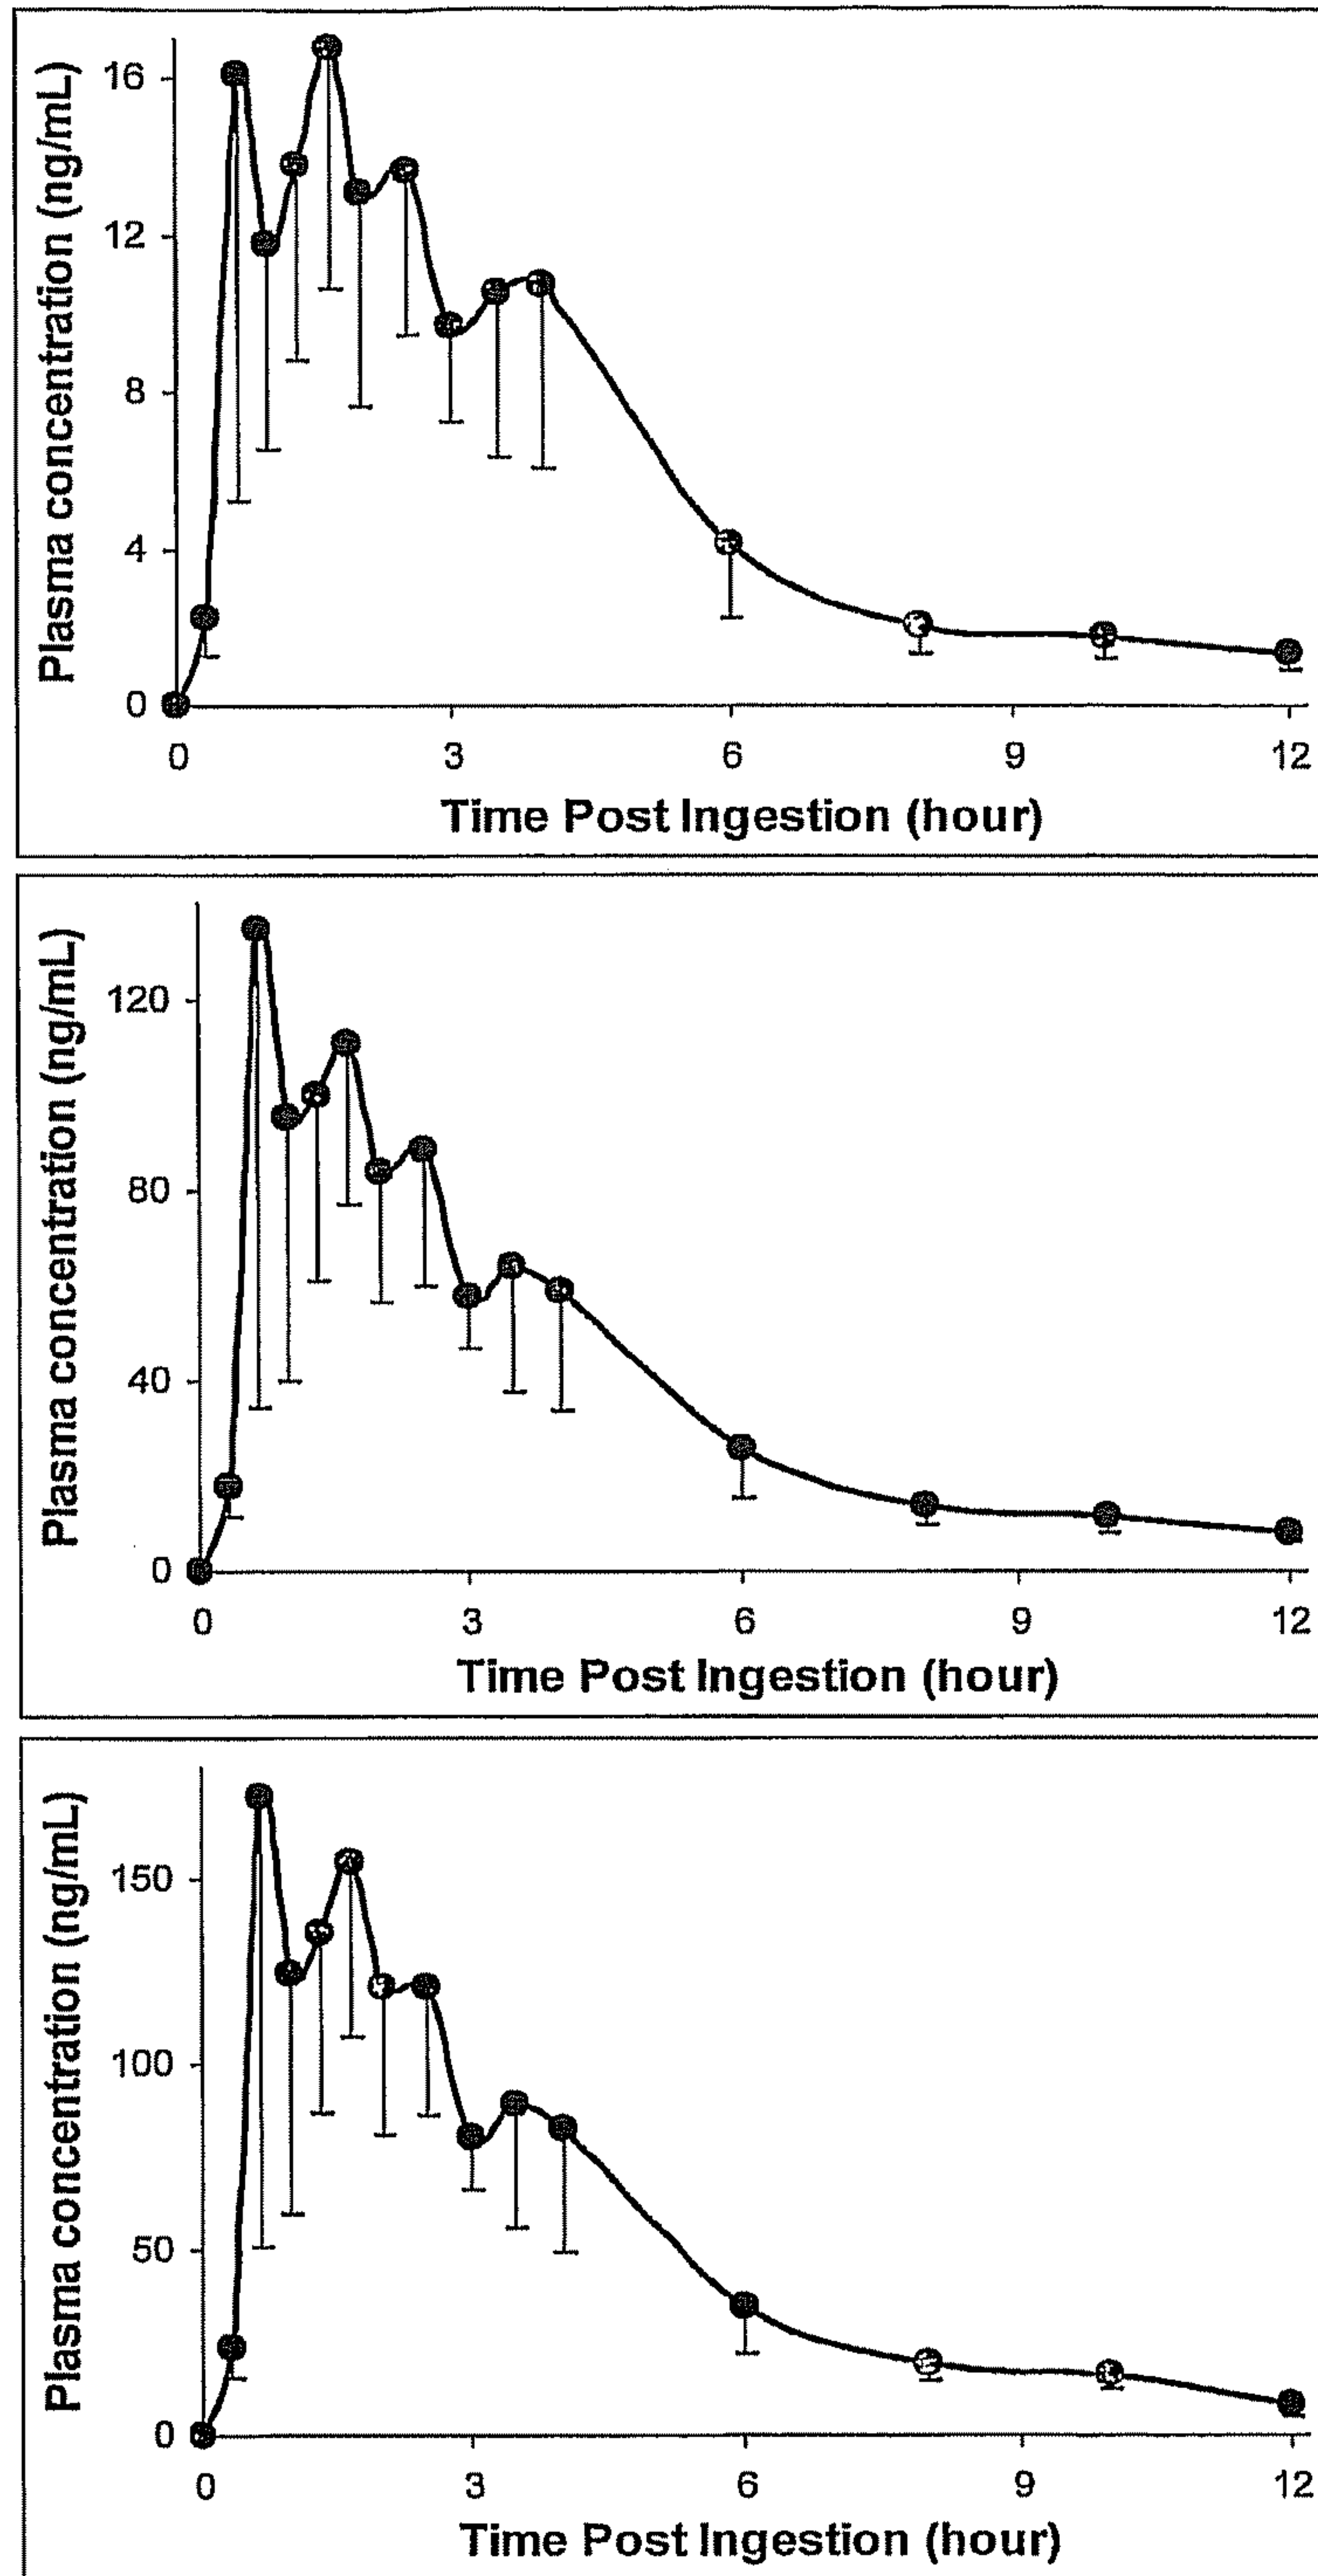 Plasma concentration (ng/mL)
16
12
8
4
0
0 3 6 9 12
Time Post Ingestion (hour)
Plasma concentration (ng/mL)
120
80
40
0
0 3 6 9 12
Time Post Ingestion (hour)
Plasma concentration (ng/mL)
150
100
50
0
0 3 6 9 12
Time Post Ingestion (hour)